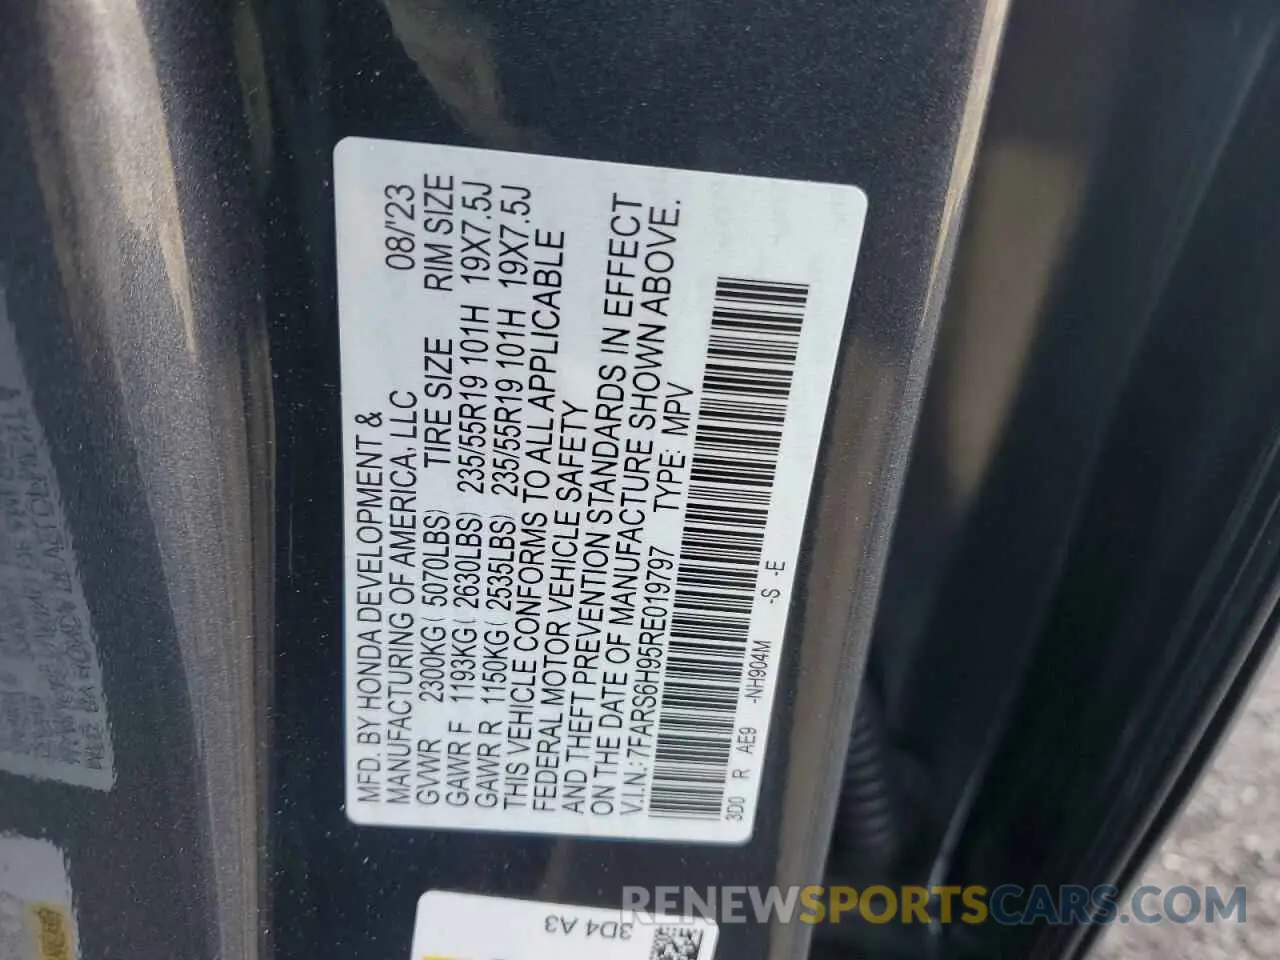 MFD. BY HONDA DEVELOPMENT &
MANUFACTURING OF AMERICA, LLC 08/'23
GVWR 2300KG( 5070LBS) TIRE SIZE RIM SIZE
GAWR F 1193KG( 2630LBS) 235/55R19 101H 19X7.5J
GAWR R 1150KG( 2535LBS) 235/55R19 101H 19X7.5J
THIS VEHICLE CONFORMS TO ALL APPLICABLE
FEDERAL MOTOR VEHICLE SAFETY
AND THEFT PREVENTION STANDARDS IN EFFECT
ON THE DATE OF MANUFACTURE SHOWN ABOVE.
V.I.N.: 7FARS6H95RE019797 TYPE: MPV
3D0 R AE9 -NH904M -S -E
3D4 A3
RENEWSPORTSCARS.COM